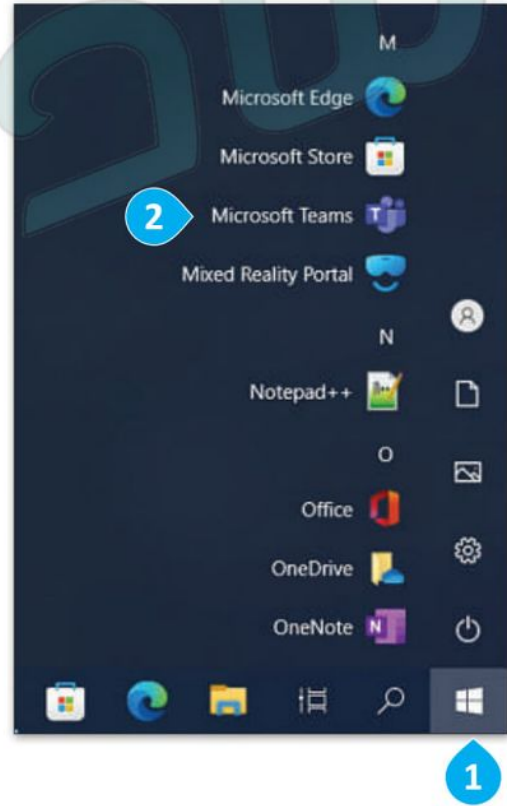 M
Microsoft Edge
Microsoft Store
2
Microsoft Teams
Mixed Reality Portal
N
Notepad++
O
Office
OneDrive
OneNote
1